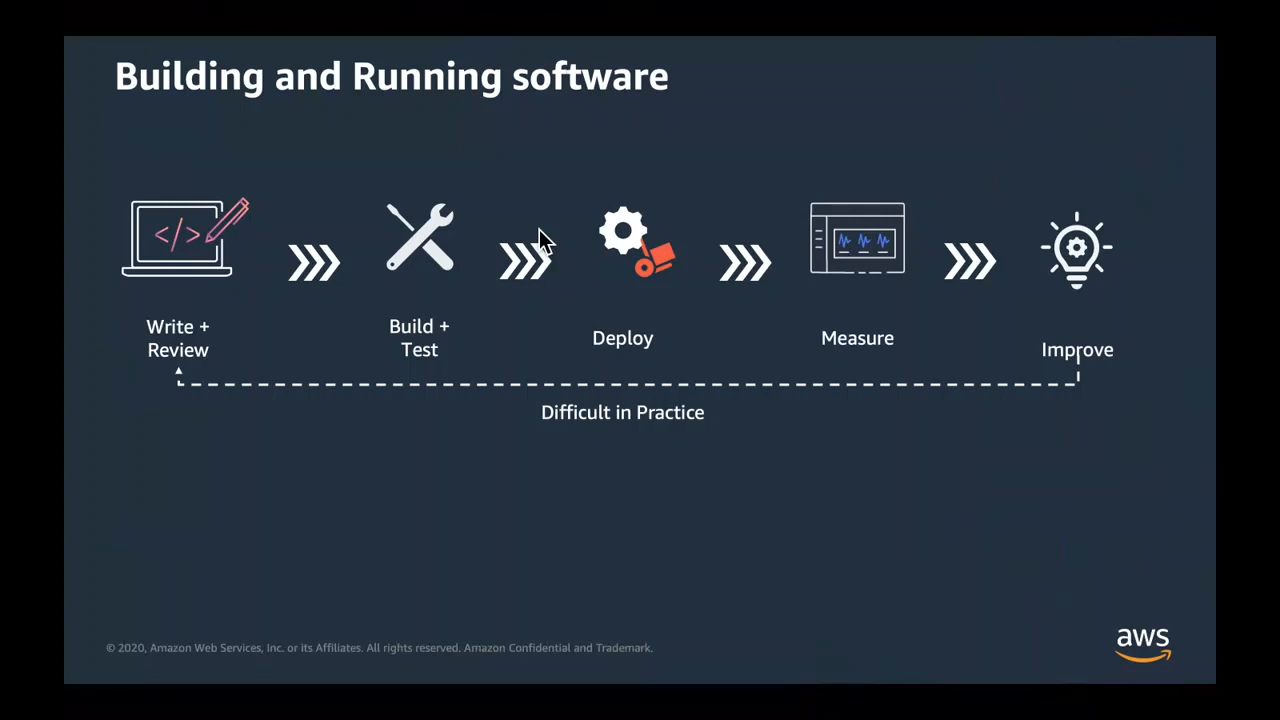 Building and Running software
</>
Write +
Review
Build +
Test
Deploy
Measure
Improve
Difficult in Practice
© 2020, Amazon Web Services, Inc. or its Affiliates. All rights reserved. Amazon Confidential and Trademark.
aws